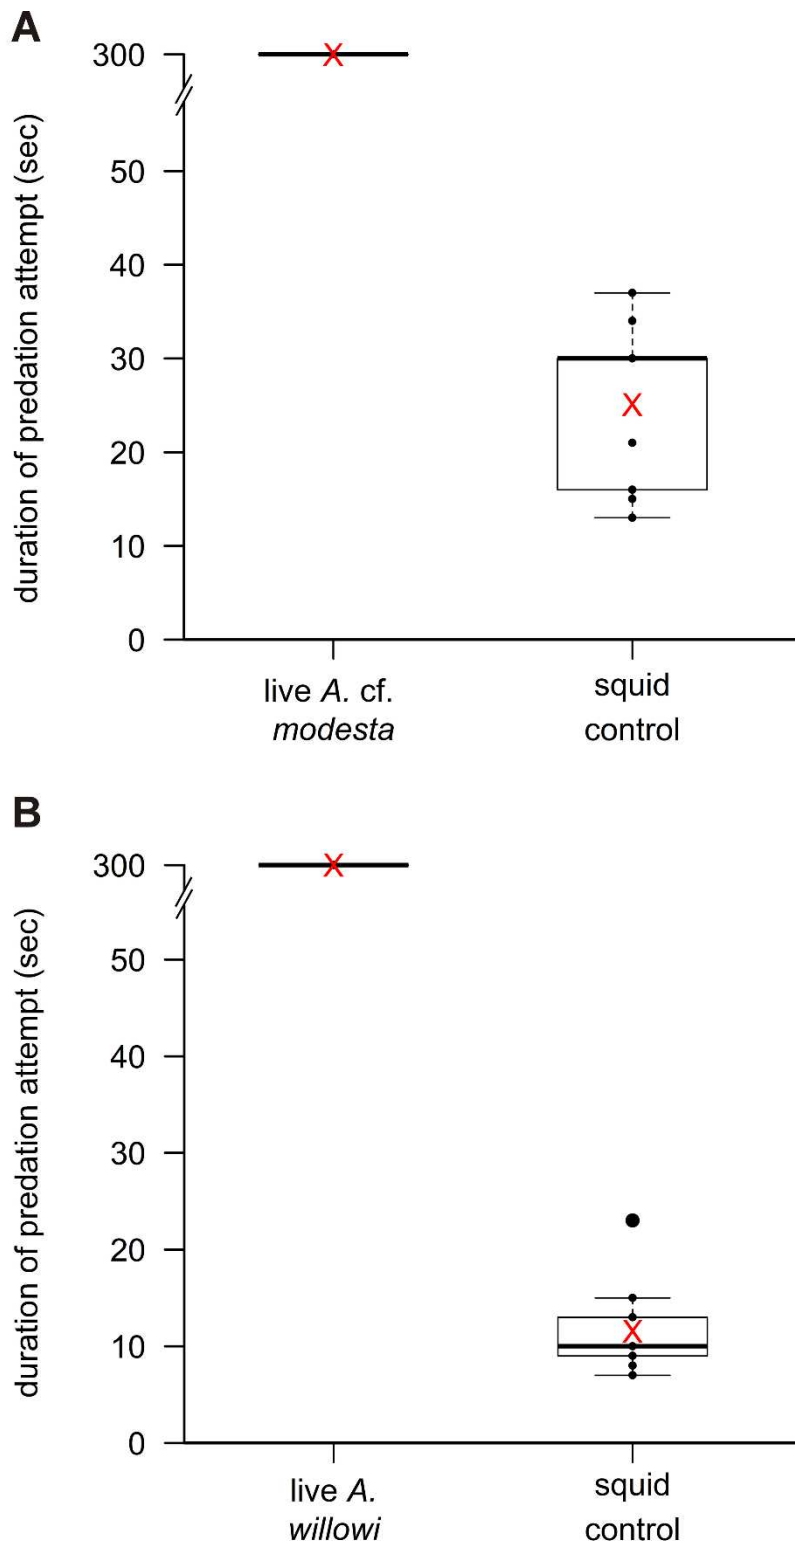 A
duration of predation attempt (sec)
300
50
40
30
20
10
0
live A. cf.
modesta
squid
control
B
duration of predation attempt (sec)
300
50
40
30
20
10
0
live A.
willowi
squid
control